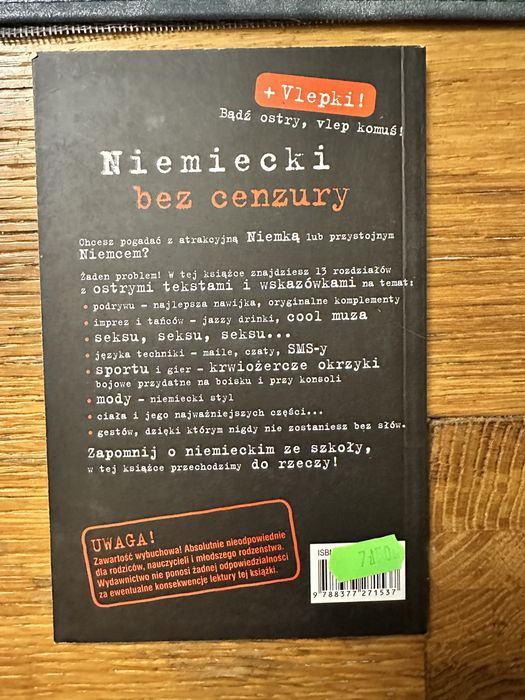 + Vlepki!
Bądź ostry, vlep komuś!
Niemiecki
bez cenzury
Chcesz pogadać z atrakcyjną Niemką lub przystojnym
Niemcem?
Żaden problem! W tej książce znajdziesz 15 rozdziałów
z ostrymi tekstami i wskazówkami na temat:
• podrywu – najlepsza nawijka, oryginalne komplementy
• imprez i tańców – jazzy drinki, cool muza
• seksu, seksu, seksu...
• języka techniki – maile, czaty, SMS-y
• sportu i gier – krwiożercze okrzyki
bojowe przydatne na boisku i przy konsoli
• mody – niemiecki styl
• ciała i jego najważniejszych części...
• gestów, dzięki którym nigdy nie zostaniesz bez słów.
Zapomnij o niemieckim ze szkoły,
w tej książce przechodzimy do rzeczy!
UWAGA!
Zawartość wybuchowa! Absolutnie nieodpowiednie
dla rodziców, nauczycieli i młodszego rodzeństwa.
Wydawnictwo nie ponosi żadnej odpowiedzialności
za ewentualne konsekwencje lektury tej książki.
ISBN
9 788377 271537